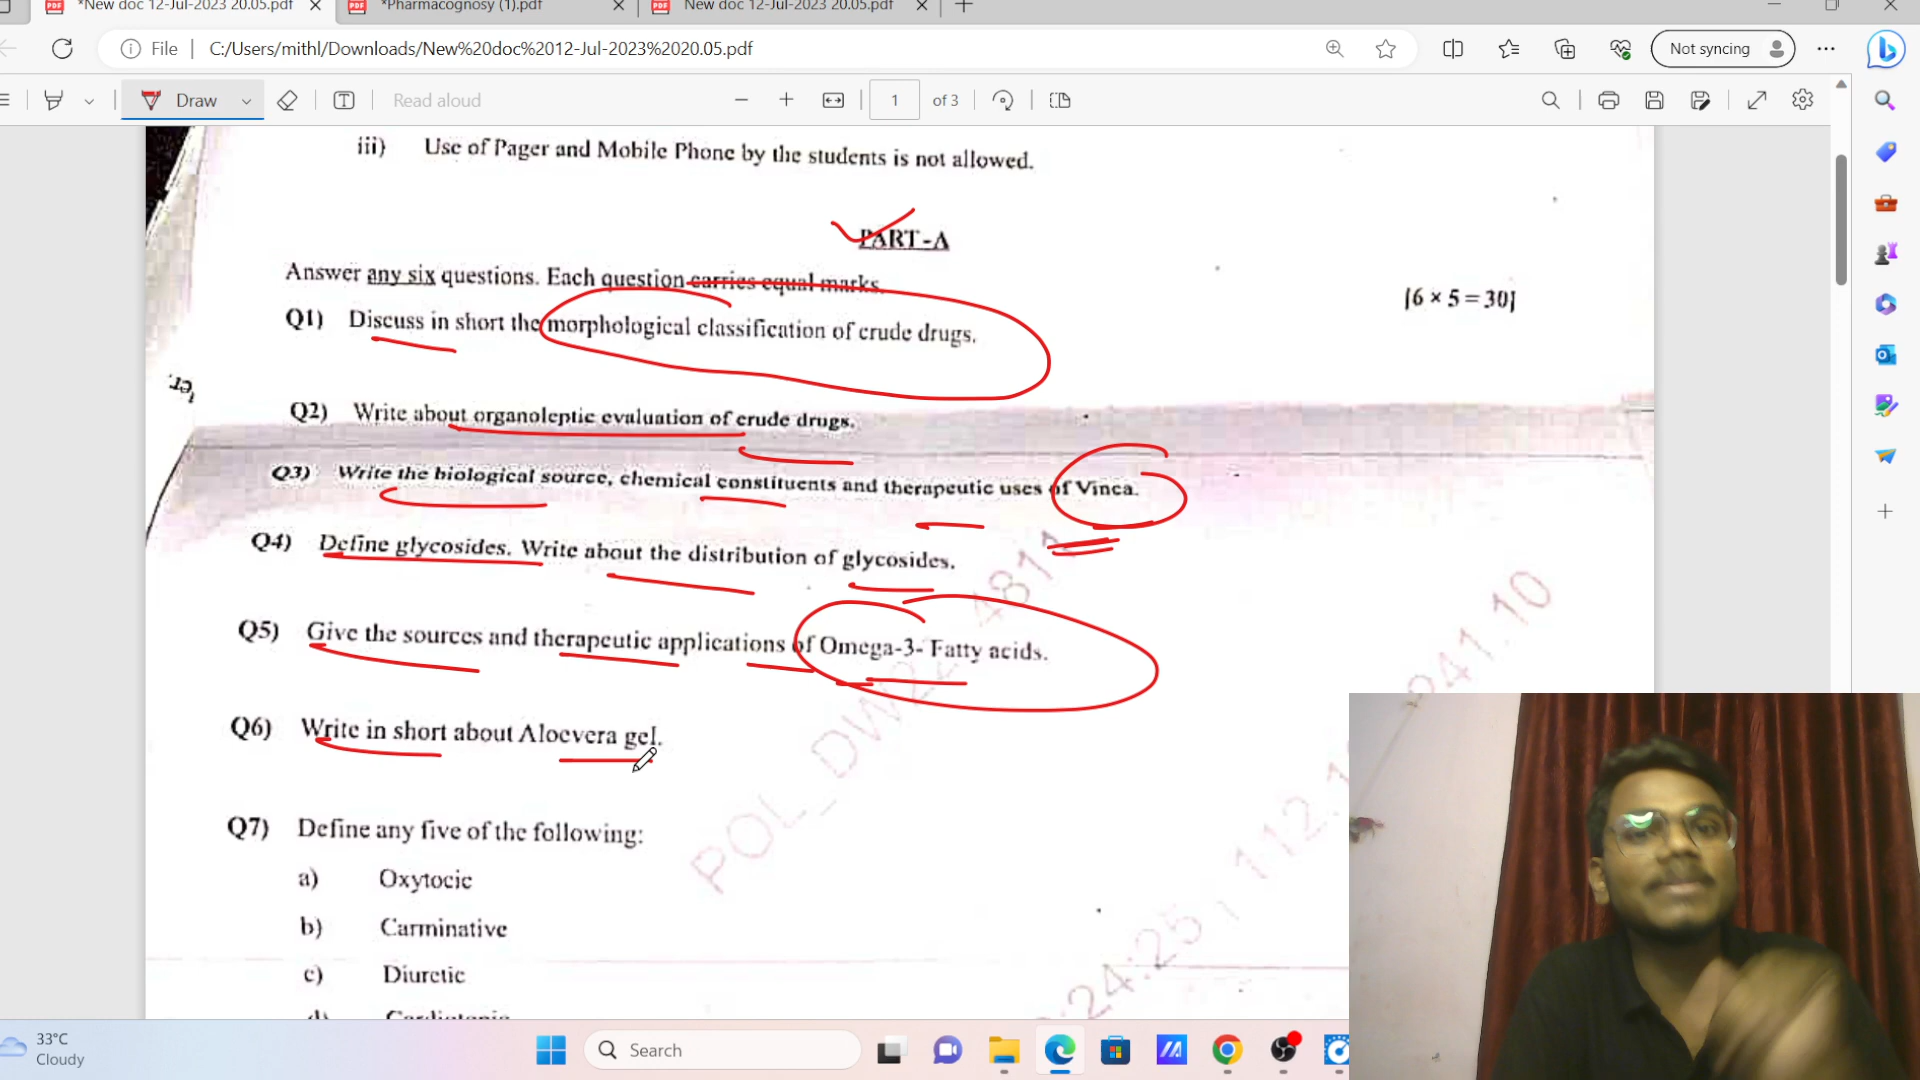 *New doc 12-Jul-2023 20.05.pdf
*Pharmacognosy (1).pdf
New doc 12-Jul-2023 20.05.pdf
File
C:/Users/mithl/Downloads/New%20doc%2012-Jul-2023%2020.05.pdf
Not syncing
Draw
Read aloud
1
of 3
iii) Use of Pager and Mobile Phone by the students is not allowed.
PART-A
Answer any six questions. Each question carries equal marks.
[6 × 5 = 30]
Q1) Discuss in short the morphological classification of crude drugs.
Q2) Write about organoleptic evaluation of crude drugs.
Q3) Write the biological source, chemical constituents and therapeutic uses of Vinca.
Q4) Define glycosides. Write about the distribution of glycosides.
Q5) Give the sources and therapeutic applications of Omega-3- Fatty acids.
Q6) Write in short about Aloevera gel.
Q7) Define any five of the following:
a) Oxytocic
b) Carminative
c) Diuretic
d) Cardiotonic
33°C
Cloudy
Search